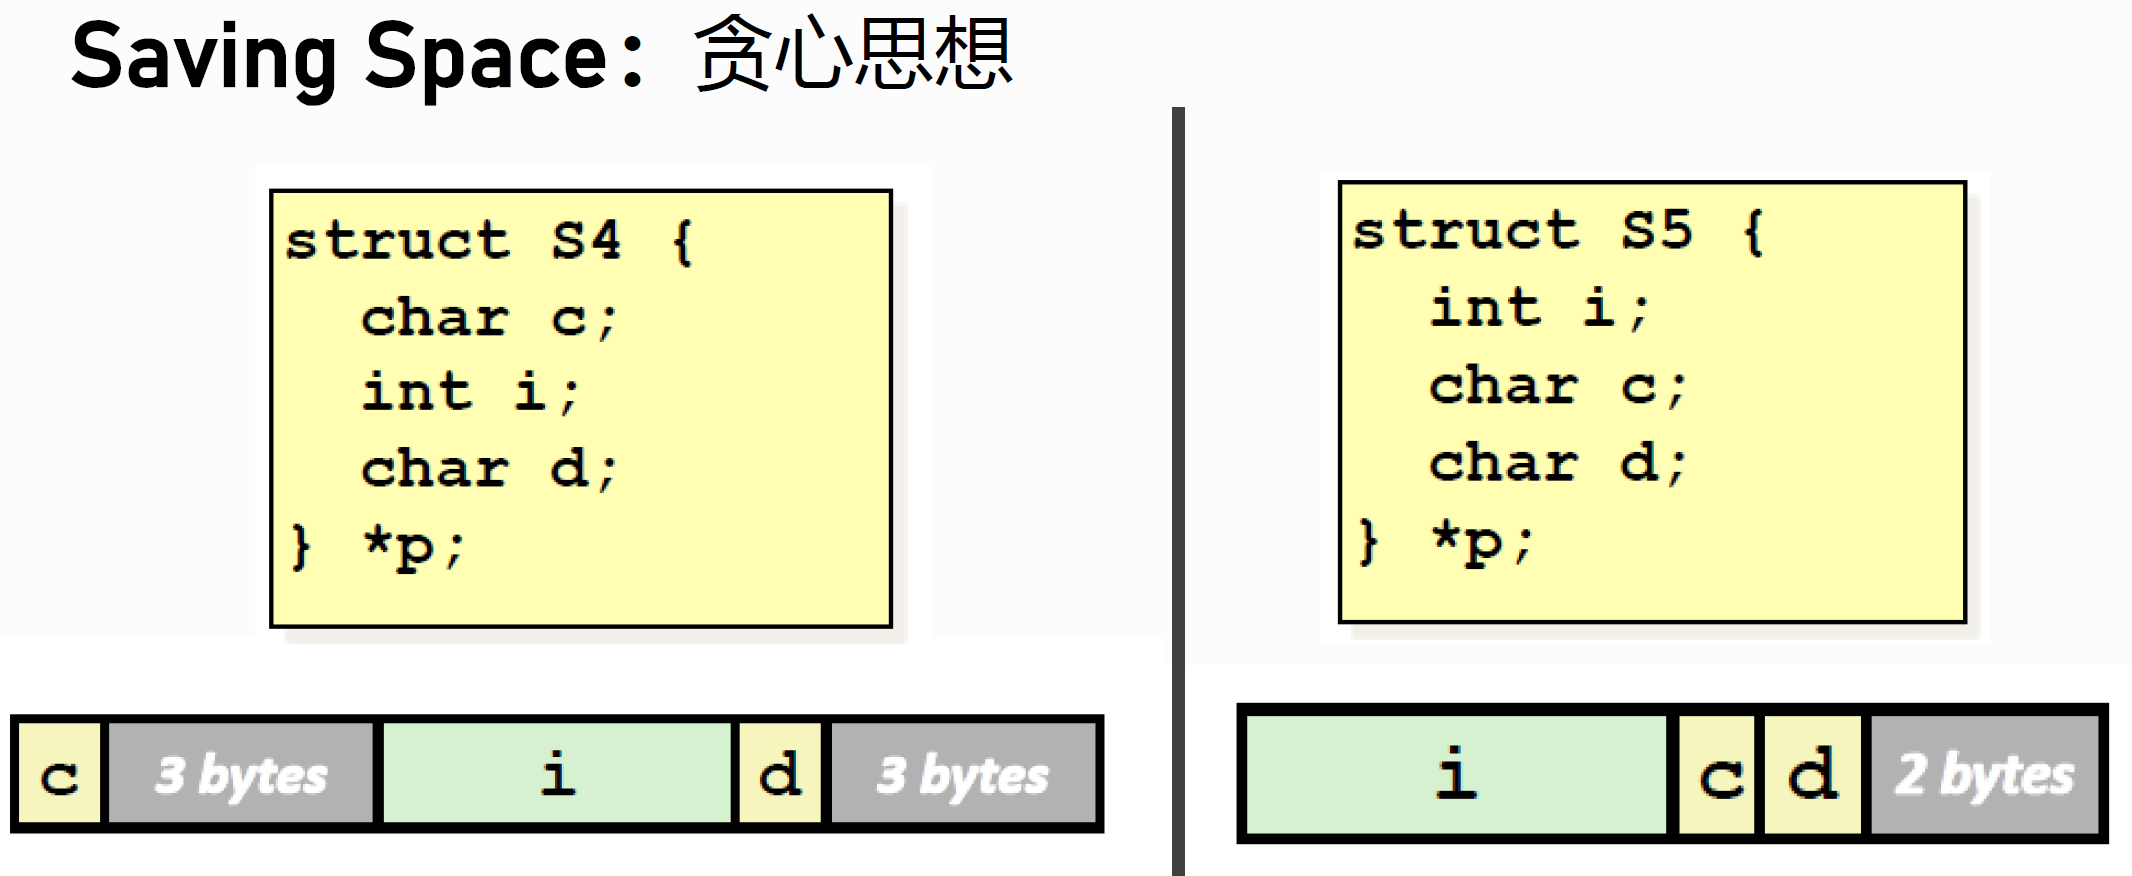 Saving Space：贪心思想
struct S4 {
  char c;
  int i;
  char d;
} *p;
c 3 bytes i d 3 bytes
struct S5 {
  int i;
  char c;
  char d;
} *p;
i c d 2 bytes